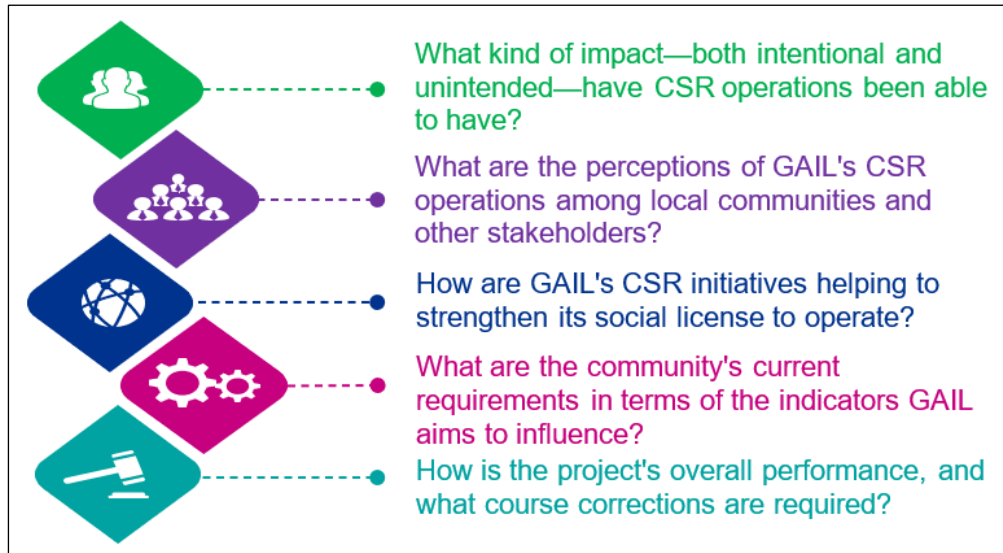 What kind of impact—both intentional and
unintended—have CSR operations been able
to have?
What are the perceptions of GAIL's CSR
operations among local communities and
other stakeholders?
How are GAIL's CSR initiatives helping to
strengthen its social license to operate?
What are the community's current
requirements in terms of the indicators GAIL
aims to influence?
How is the project's overall performance, and
what course corrections are required?